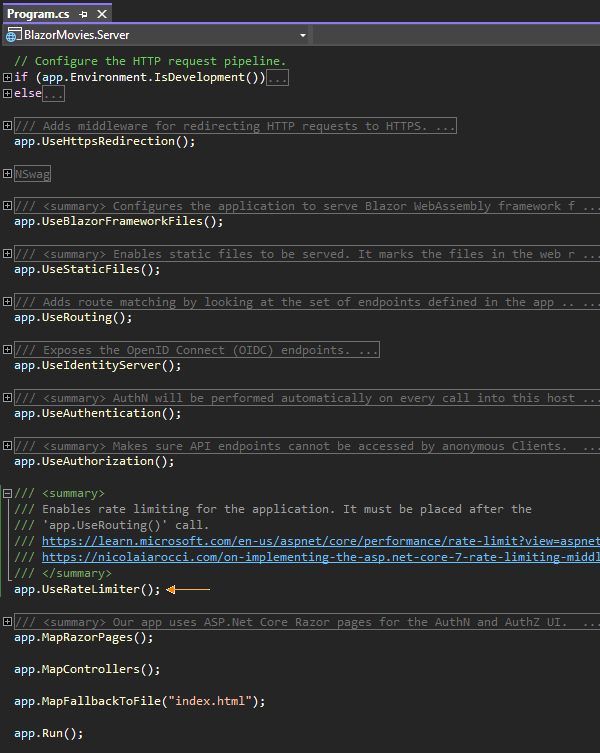 Program.cs
BlazorMovies.Server
// Configure the HTTP request pipeline.
if (app.Environment.IsDevelopment())...
else...
/// Adds middleware for redirecting HTTP requests to HTTPS. ...
app.UseHttpsRedirection();
NSwag
/// <summary> Configures the application to serve Blazor WebAssembly framework f ...
app.UseBlazorFrameworkFiles();
/// <summary> Enables static files to be served. It marks the files in the web r ...
app.UseStaticFiles();
/// Adds route matching by looking at the set of endpoints defined in the app .. ...
app.UseRouting();
/// Exposes the OpenID Connect (OIDC) endpoints. ...
app.UseIdentityServer();
/// <summary> AuthN will be performed automatically on every call into this host ...
app.UseAuthentication();
/// <summary> Makes sure API endpoints cannot be accessed by anonymous Clients. ...
app.UseAuthorization();
/// <summary>
/// Enables rate limiting for the application. It must be placed after the
/// 'app.UseRouting()' call.
/// https://learn.microsoft.com/en-us/aspnet/core/performance/rate-limit?view=aspnet
/// https://nicolaiarocci.com/on-implementing-the-asp.net-core-7-rate-limiting-middl
/// </summary>
app.UseRateLimiter();
/// <summary> Our app uses ASP.Net Core Razor pages for the AuthN and AuthZ UI. ...
app.MapRazorPages();
app.MapControllers();
app.MapFallbackToFile("index.html");
app.Run();